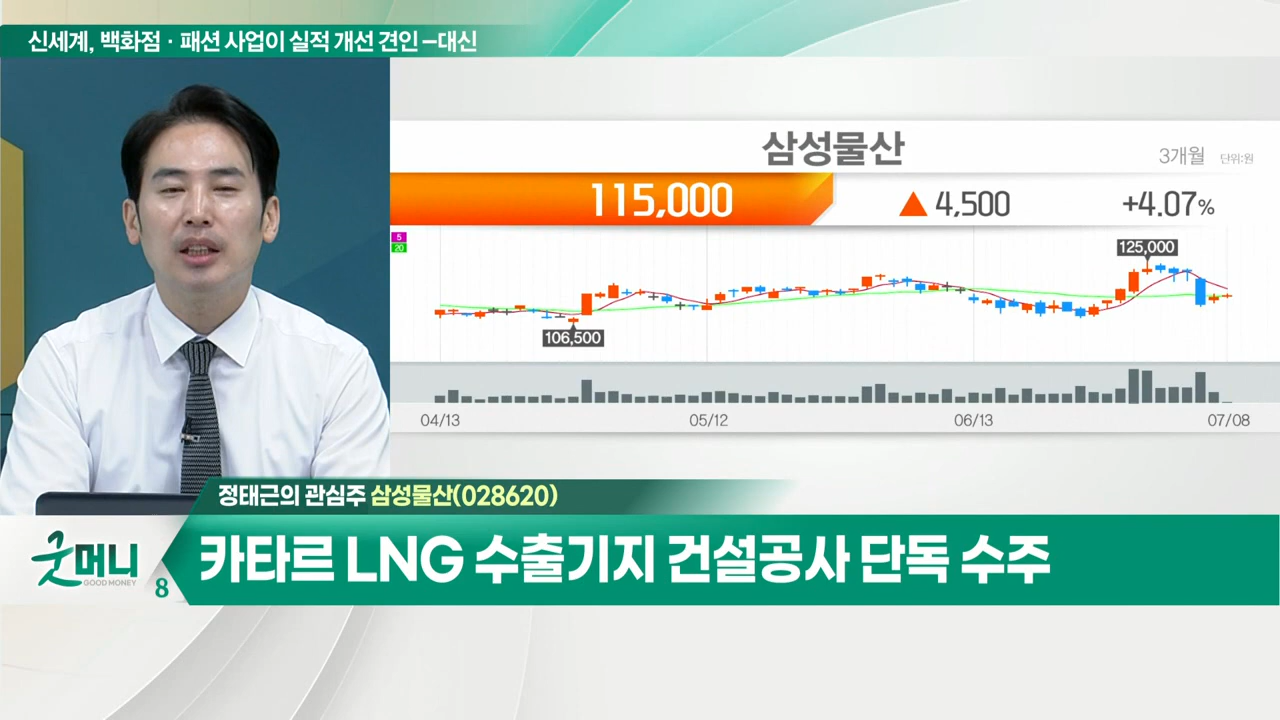 신세계, 백화점 · 패션 사업이 실적 개선 견인 –대신
삼성물산
3개월 단위:원
115,000 ▲ 4,500 +4.07%
5
20
125,000
106,500
04/13 05/12 06/13 07/08
정태근의 관심주 삼성물산(028620)
굿머니
GOOD MONEY
8
카타르 LNG 수출기지 건설공사 단독 수주